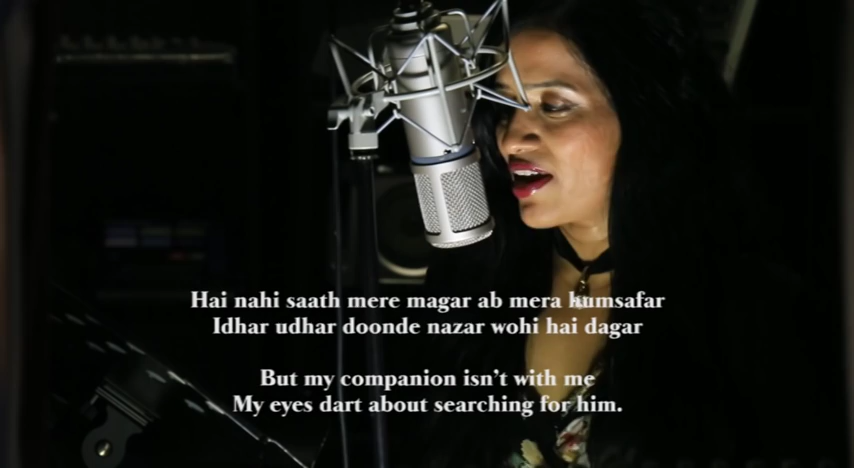 Hai nahi saath mere magar ab mera humsafar
Idhar udhar doonde nazar wohi hai dagar
But my companion isn't with me
My eyes dart about searching for him.